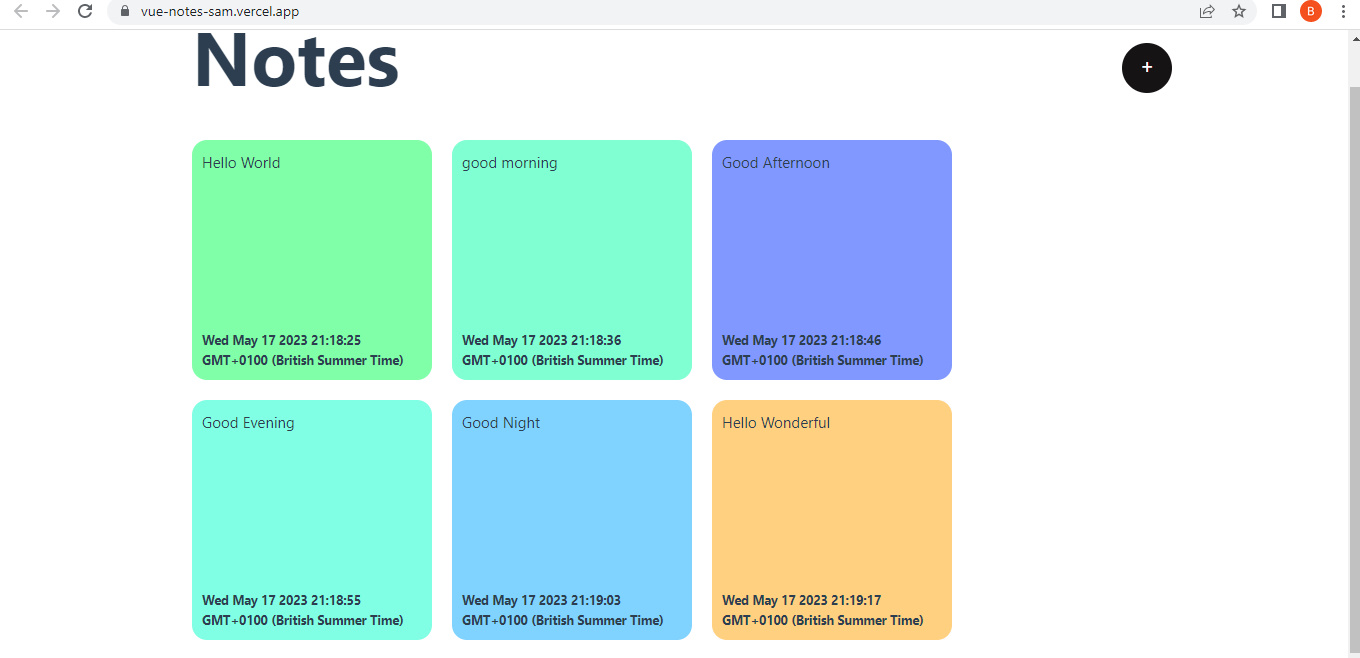 vue-notes-sam.vercel.app
B
Notes
+
Hello World
Wed May 17 2023 21:18:25
GMT+0100 (British Summer Time)
good morning
Wed May 17 2023 21:18:36
GMT+0100 (British Summer Time)
Good Afternoon
Wed May 17 2023 21:18:46
GMT+0100 (British Summer Time)
Good Evening
Wed May 17 2023 21:18:55
GMT+0100 (British Summer Time)
Good Night
Wed May 17 2023 21:19:03
GMT+0100 (British Summer Time)
Hello Wonderful
Wed May 17 2023 21:19:17
GMT+0100 (British Summer Time)